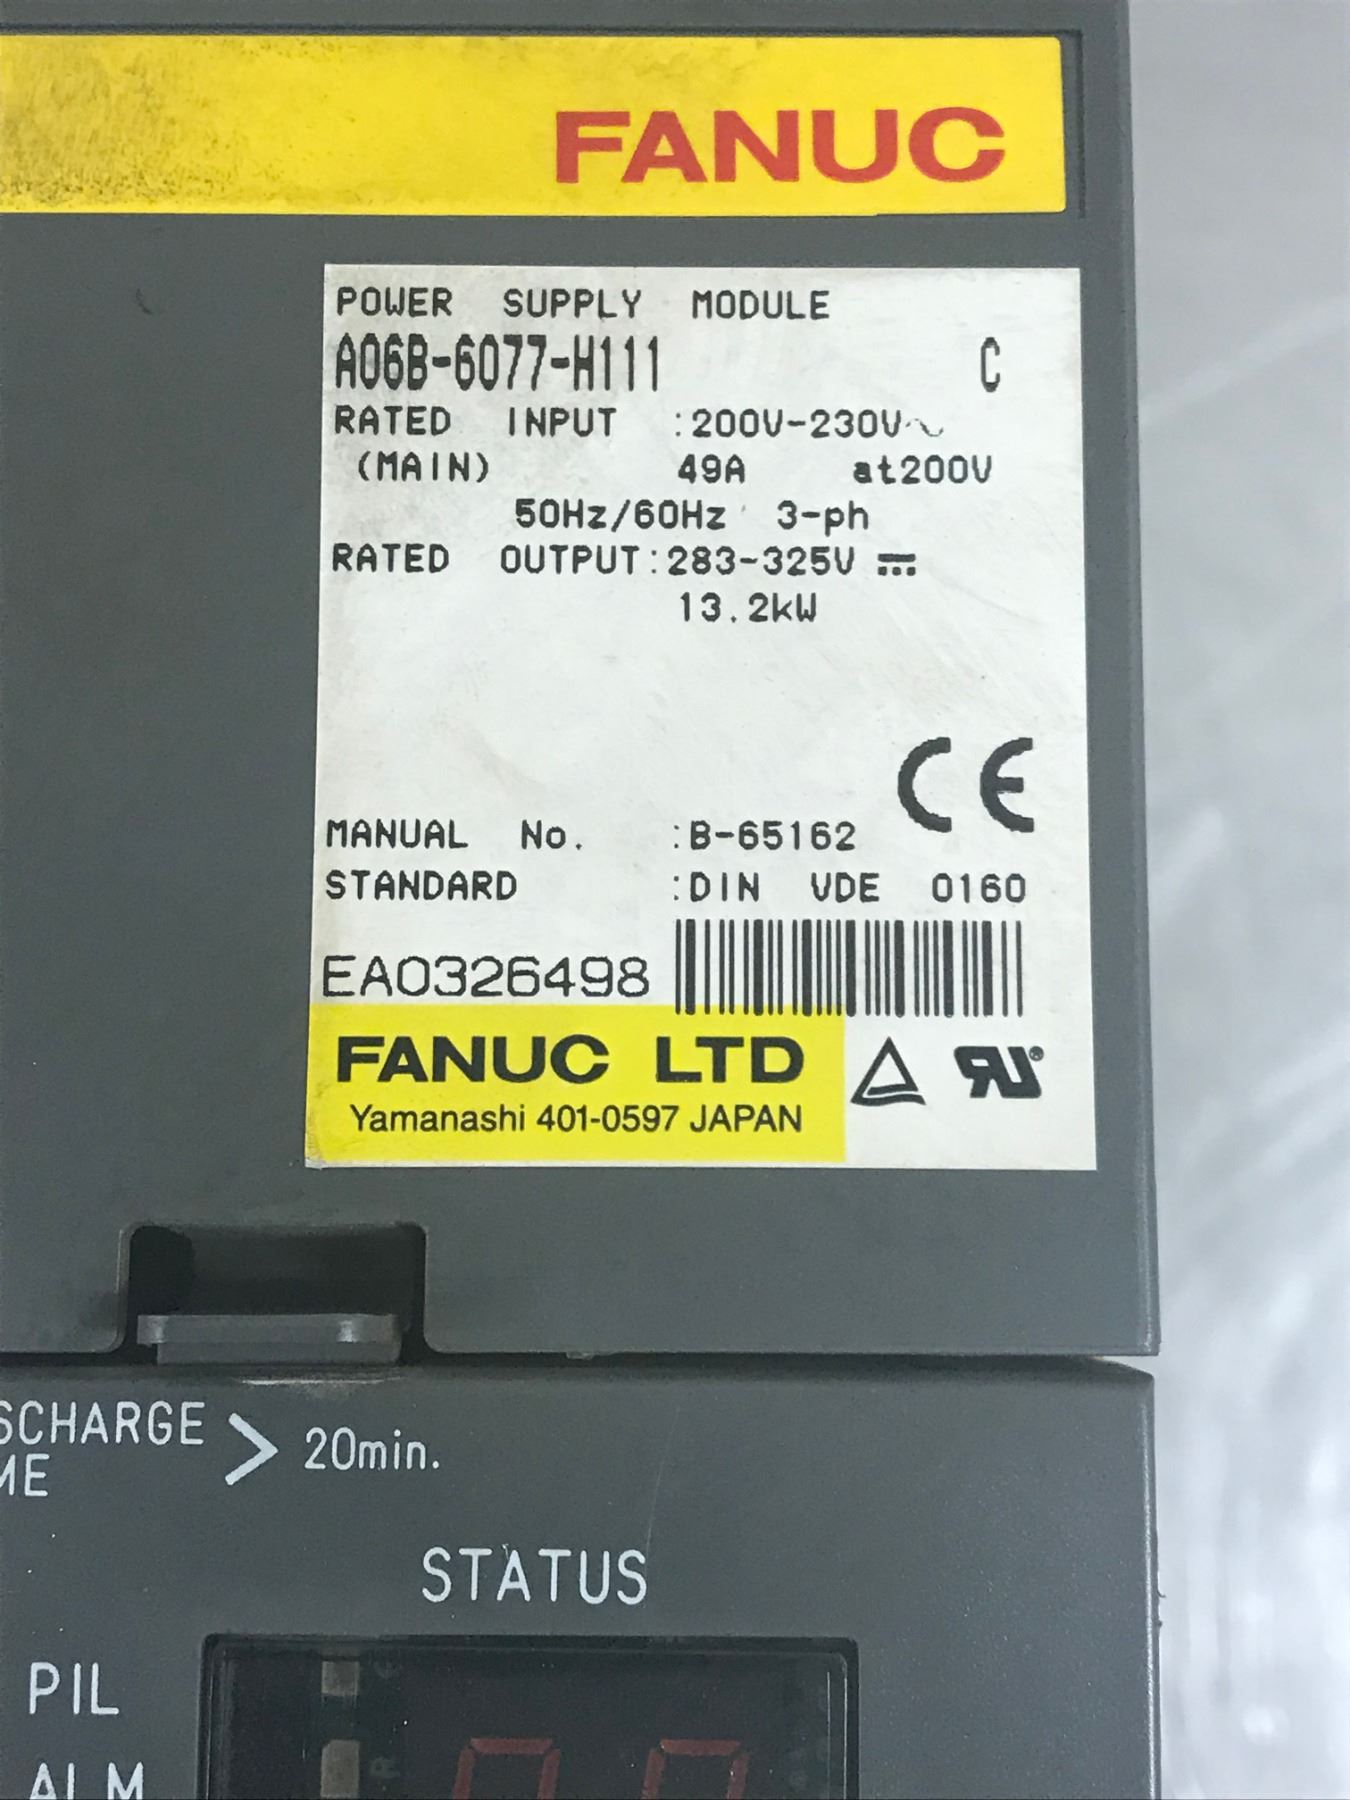 FANUC
POWER SUPPLY MODULE
A06B-6077-H111 C
RATED INPUT :200V-230V~
(MAIN) 49A at200V
50Hz/60Hz 3-ph
RATED OUTPUT:283-325V ⎓
13.2kW
CE
MANUAL No. :B-65162
STANDARD :DIN VDE 0160
EA0326498
FANUC LTD
Yamanashi 401-0597 JAPAN
SCHARGE > 20min.
ME
STATUS
PIL
ALM